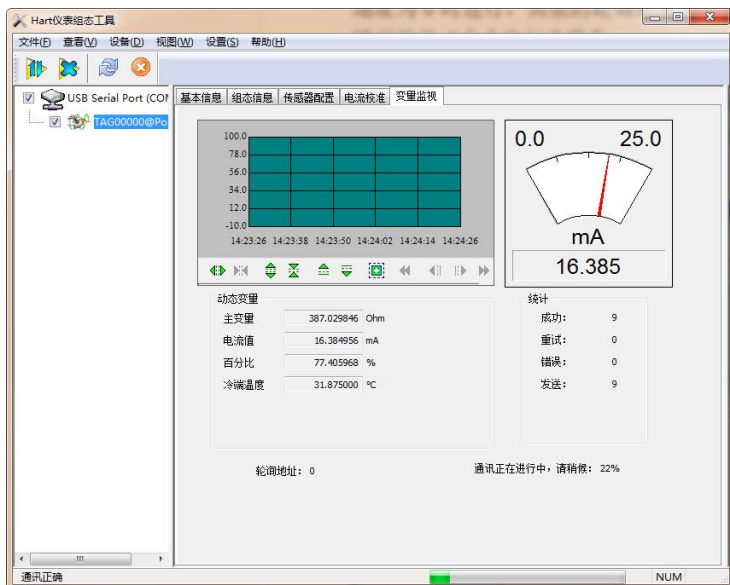 Hart仪表组态工具
文件(F) 查看(V) 设备(D) 视图(W) 设置(S) 帮助(H)
USB Serial Port (COM
TAG00000@Po
基本信息 组态信息 传感器配置 电流校准 变量监视
100.0
78.0
56.0
34.0
12.0
-10.0
14:23:26 14:23:38 14:23:50 14:24:02 14:24:14 14:24:26
0.0 25.0
mA
16.385
动态变量
主变量 387.029846 Ohm
电流值 16.384956 mA
百分比 77.405968 %
冷端温度 31.875000 ℃
统计
成功: 9
重试: 0
错误: 0
发送: 9
轮询地址: 0
通讯正在进行中，请稍候: 22%
通讯正确
NUM